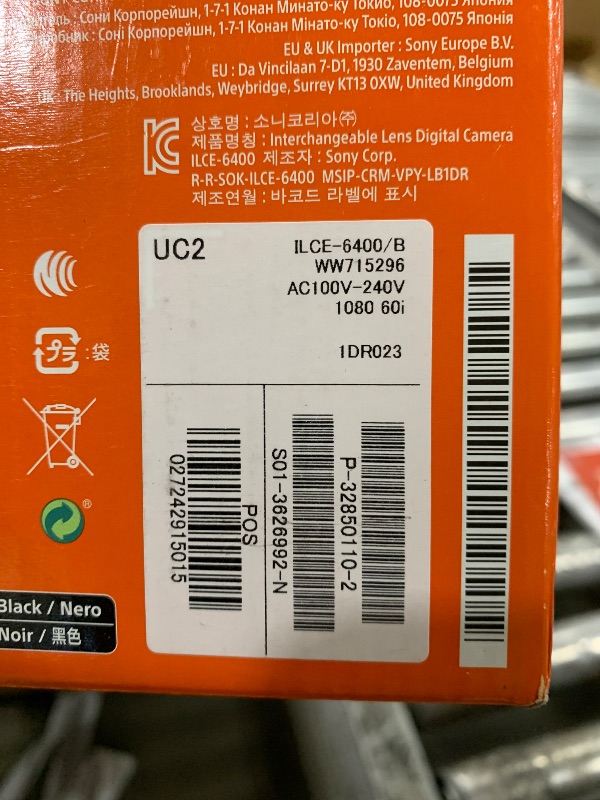 : Сони Корпорейшн, 1-7-1 Конан Минато-ку Токио, 108-0075 Япония
: Соні Корпорейшн, 1-7-1 Конан Минато-ку Токіо, 108-0075 Японія
EU & UK Importer : Sony Europe B.V.
EU : Da Vincilaan 7-D1, 1930 Zaventem, Belgium
UK : The Heights, Brooklands, Weybridge, Surrey KT13 0XW, United Kingdom
상호명 : 소니코리아㈜
제품명칭 : Interchangeable Lens Digital Camera
ILCE-6400 제조자 : Sony Corp.
R-R-SOK-ILCE-6400 MSIP-CRM-VPY-LB1DR
제조연월 : 바코드 라벨에 표시
UC2
ILCE-6400/B
WW715296
AC100V-240V
1080 60i
1DR023
プラ : 袋
POS
027242915015
S01-3626992-N
P-32850110-2
Black / Nero
Noir / 黑色